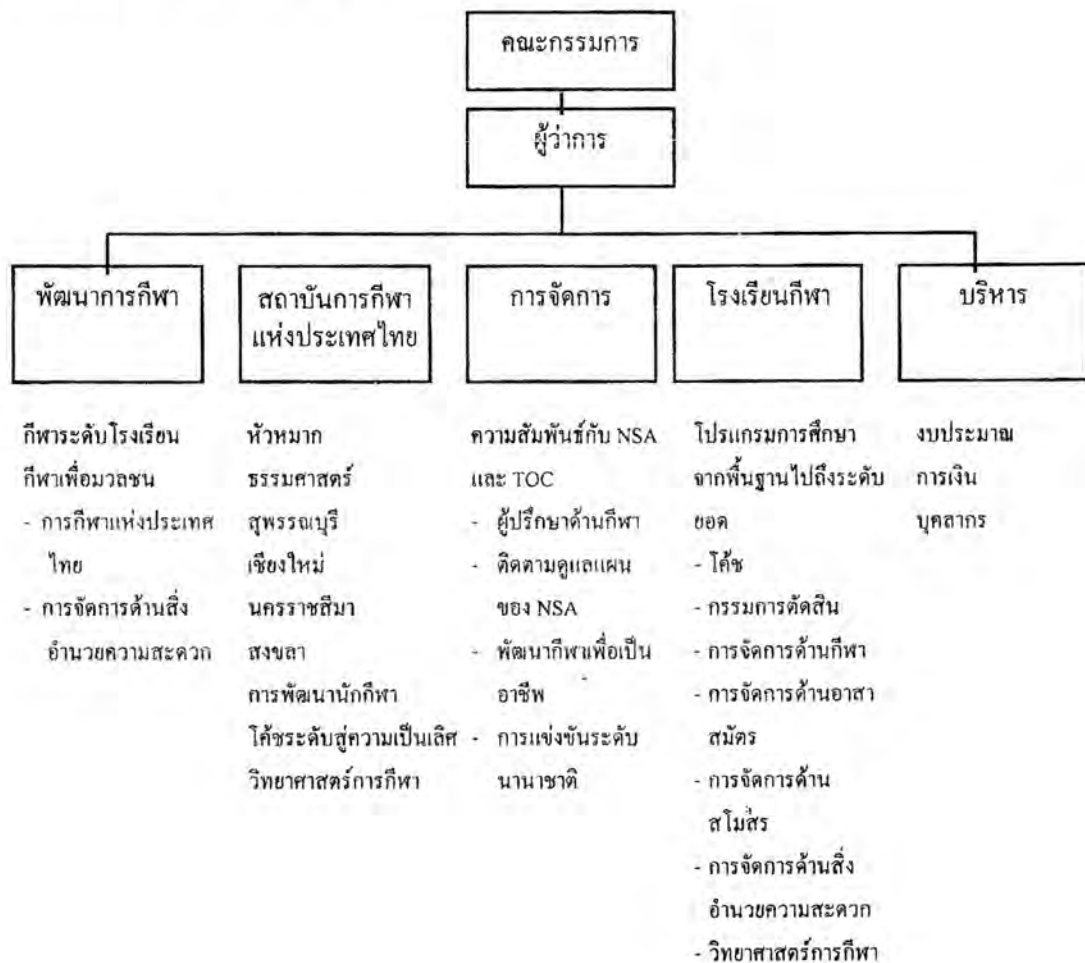 คณะกรรมการ
ผู้ว่าการ
พัฒนาการกีฬา
สถาบันการกีฬา
แห่งประเทศไทย
การจัดการ
โรงเรียนกีฬา
บริหาร
กีฬาระดับโรงเรียน
กีฬาเพื่อมวลชน
- การกีฬาแห่งประเทศ
ไทย
- การจัดการด้านสิ่ง
อำนวยความสะดวก
หัวหมาก
ธรรมศาสตร์
สุพรรณบุรี
เชียงใหม่
นครราชสีมา
สงขลา
การพัฒนานักกีฬา
โค้ชระดับสู่ความเป็นเลิศ
วิทยาศาสตร์การกีฬา
ความสัมพันธ์กับ NSA
และ TOC
- ผู้ปรึกษาด้านกีฬา
- ติดตามดูแลแผน
ของ NSA
- พัฒนากีฬาเพื่อเป็น
อาชีพ
- การแข่งขันระดับ
นานาชาติ
โปรแกรมการศึกษา
จากพื้นฐานไปถึงระดับ
ยอด
- โค้ช
- กรรมการตัดสิน
- การจัดการด้านกีฬา
- การจัดการด้านอาสา
สมัคร
- การจัดการด้าน
สโมสร
- การจัดการด้านสิ่ง
อำนวยความสะดวก
- วิทยาศาสตร์การกีฬา
งบประมาณ
การเงิน
บุคลากร